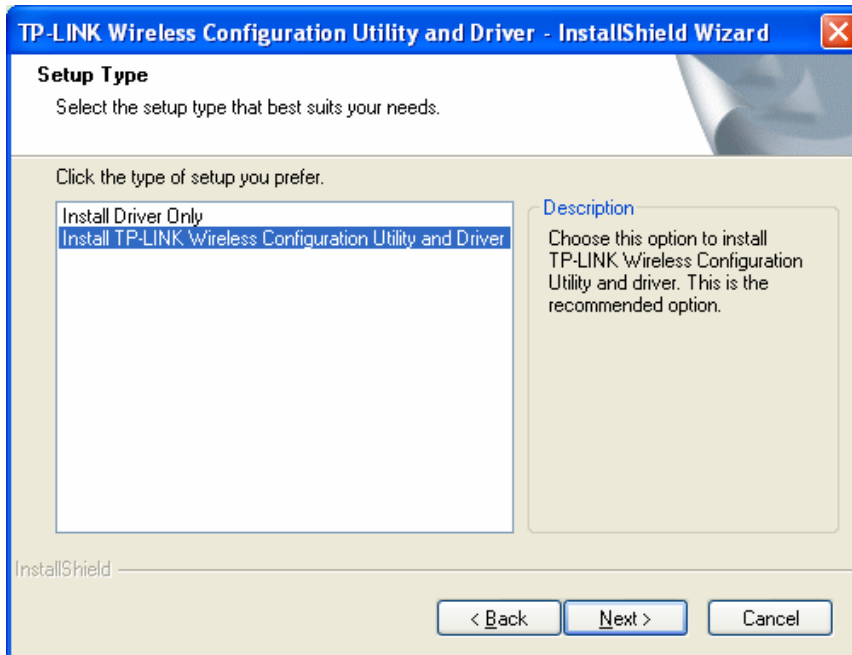 TP-LINK Wireless Configuration Utility and Driver - InstallShield Wizard
Setup Type
Select the setup type that best suits your needs.
Click the type of setup you prefer.
Install Driver Only
Install TP-LINK Wireless Configuration Utility and Driver
Description
Choose this option to install
TP-LINK Wireless Configuration
Utility and driver. This is the
recommended option.
InstallShield
< Back
Next >
Cancel